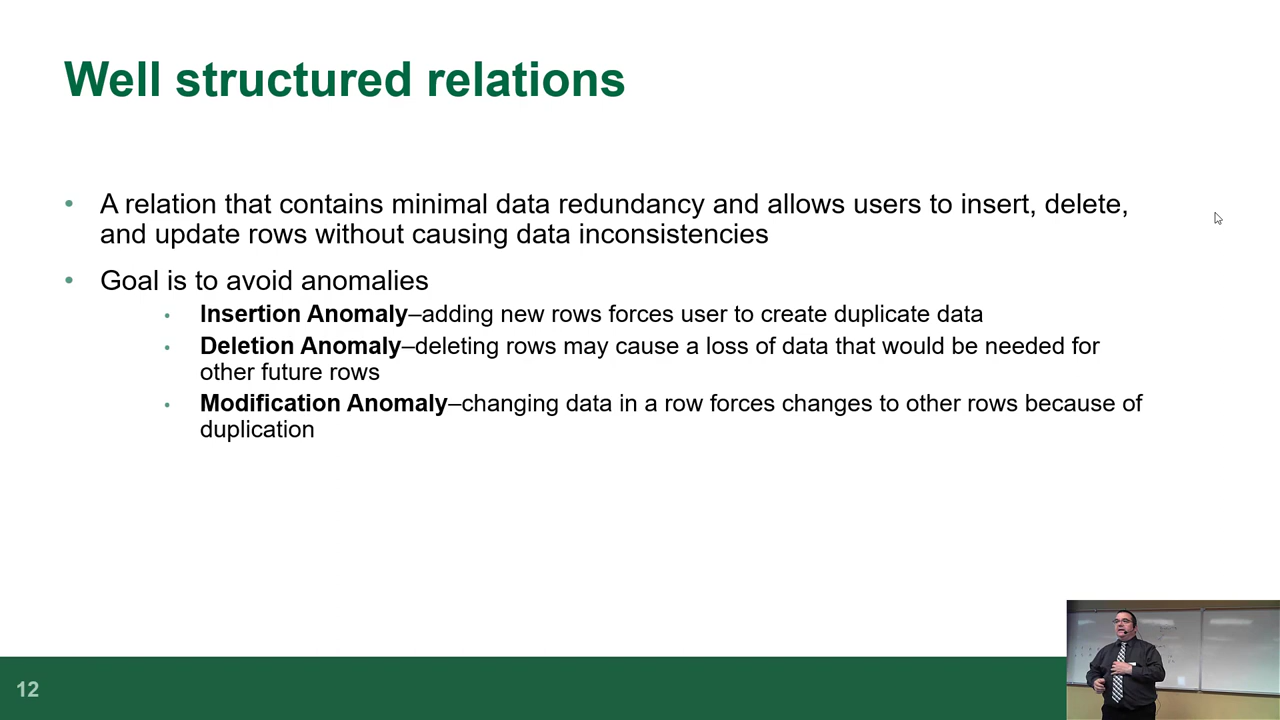 Well structured relations
• A relation that contains minimal data redundancy and allows users to insert, delete,
and update rows without causing data inconsistencies
• Goal is to avoid anomalies
• Insertion Anomaly–adding new rows forces user to create duplicate data
• Deletion Anomaly–deleting rows may cause a loss of data that would be needed for
other future rows
• Modification Anomaly–changing data in a row forces changes to other rows because of
duplication
12